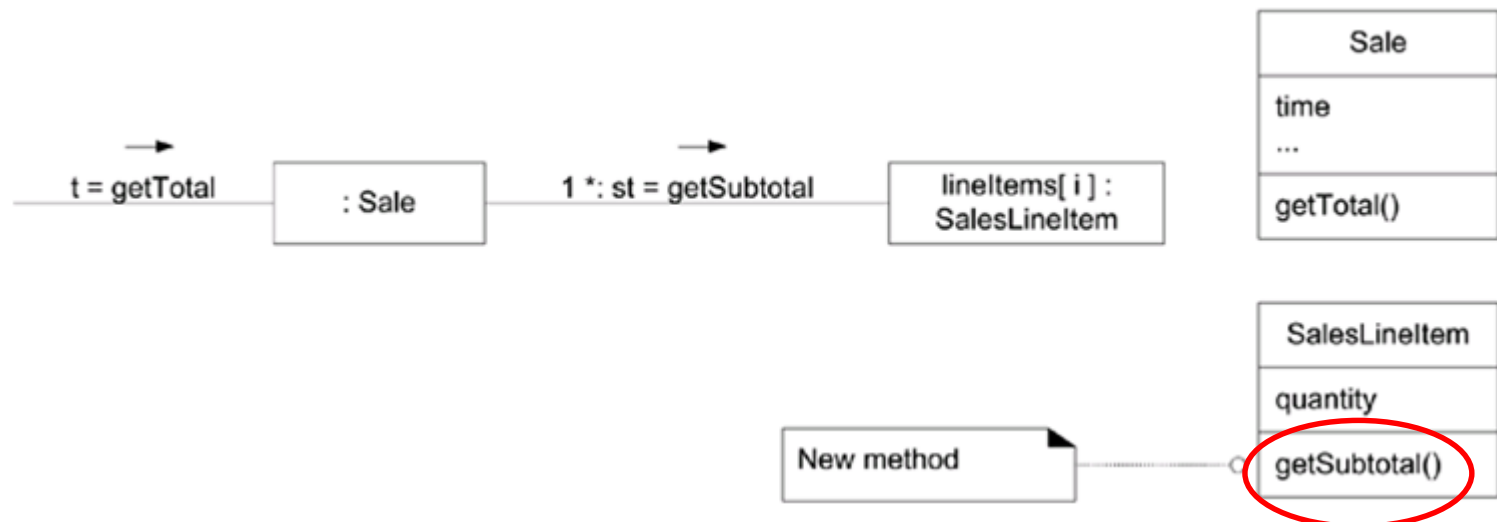 t = getTotal
: Sale
1 *: st = getSubtotal
lineItems[ i ] :
SalesLineItem
Sale
time
...
getTotal()
SalesLineItem
quantity
getSubtotal()
New method